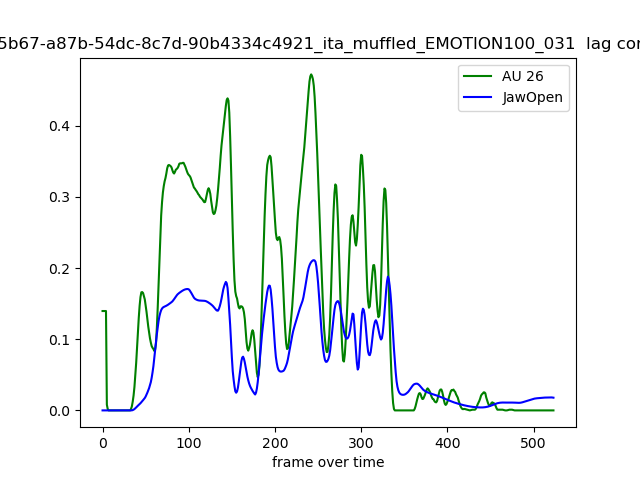 5b67-a87b-54dc-8c7d-90b4334c4921_ita_muffled_EMOTION100_031 lag cor
AU 26
JawOpen
0.4
0.3
0.2
0.1
0.0
0 100 200 300 400 500
frame over time